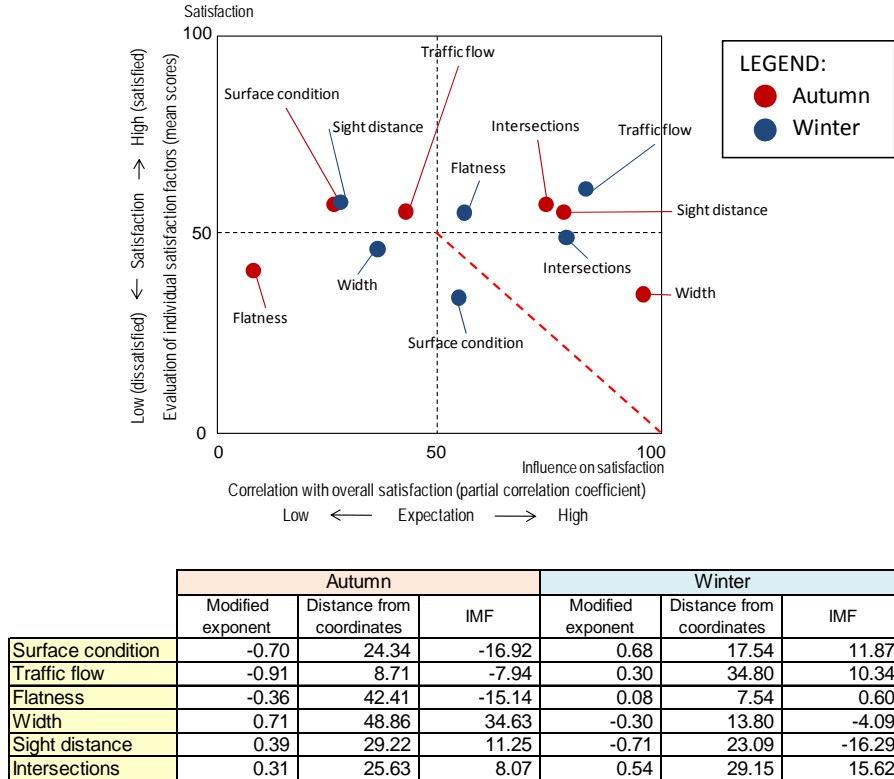 Satisfaction
100
Traffic flow
Surface condition
Sight distance
Intersections
Traffic flow
Flatness
Sight distance
50
Width
Intersections
Flatness
Width
Surface condition
0
0
50
100
Low (dissatisfied) ← Satisfaction → High (satisfied)
Evaluation of individual satisfaction factors (mean scores)
Influence on satisfaction
Correlation with overall satisfaction (partial correlation coefficient)
Low ← Expectation → High
LEGEND:
Autumn
Winter
Autumn Winter
Modified exponent Distance from coordinates IMF Modified exponent Distance from coordinates IMF
Surface condition -0.70 24.34 -16.92 0.68 17.54 11.87
Traffic flow -0.91 8.71 -7.94 0.30 34.80 10.34
Flatness -0.36 42.41 -15.14 0.08 7.54 0.60
Width 0.71 48.86 34.63 -0.30 13.80 -4.09
Sight distance 0.39 29.22 11.25 -0.71 23.09 -16.29
Intersections 0.31 25.63 8.07 0.54 29.15 15.62